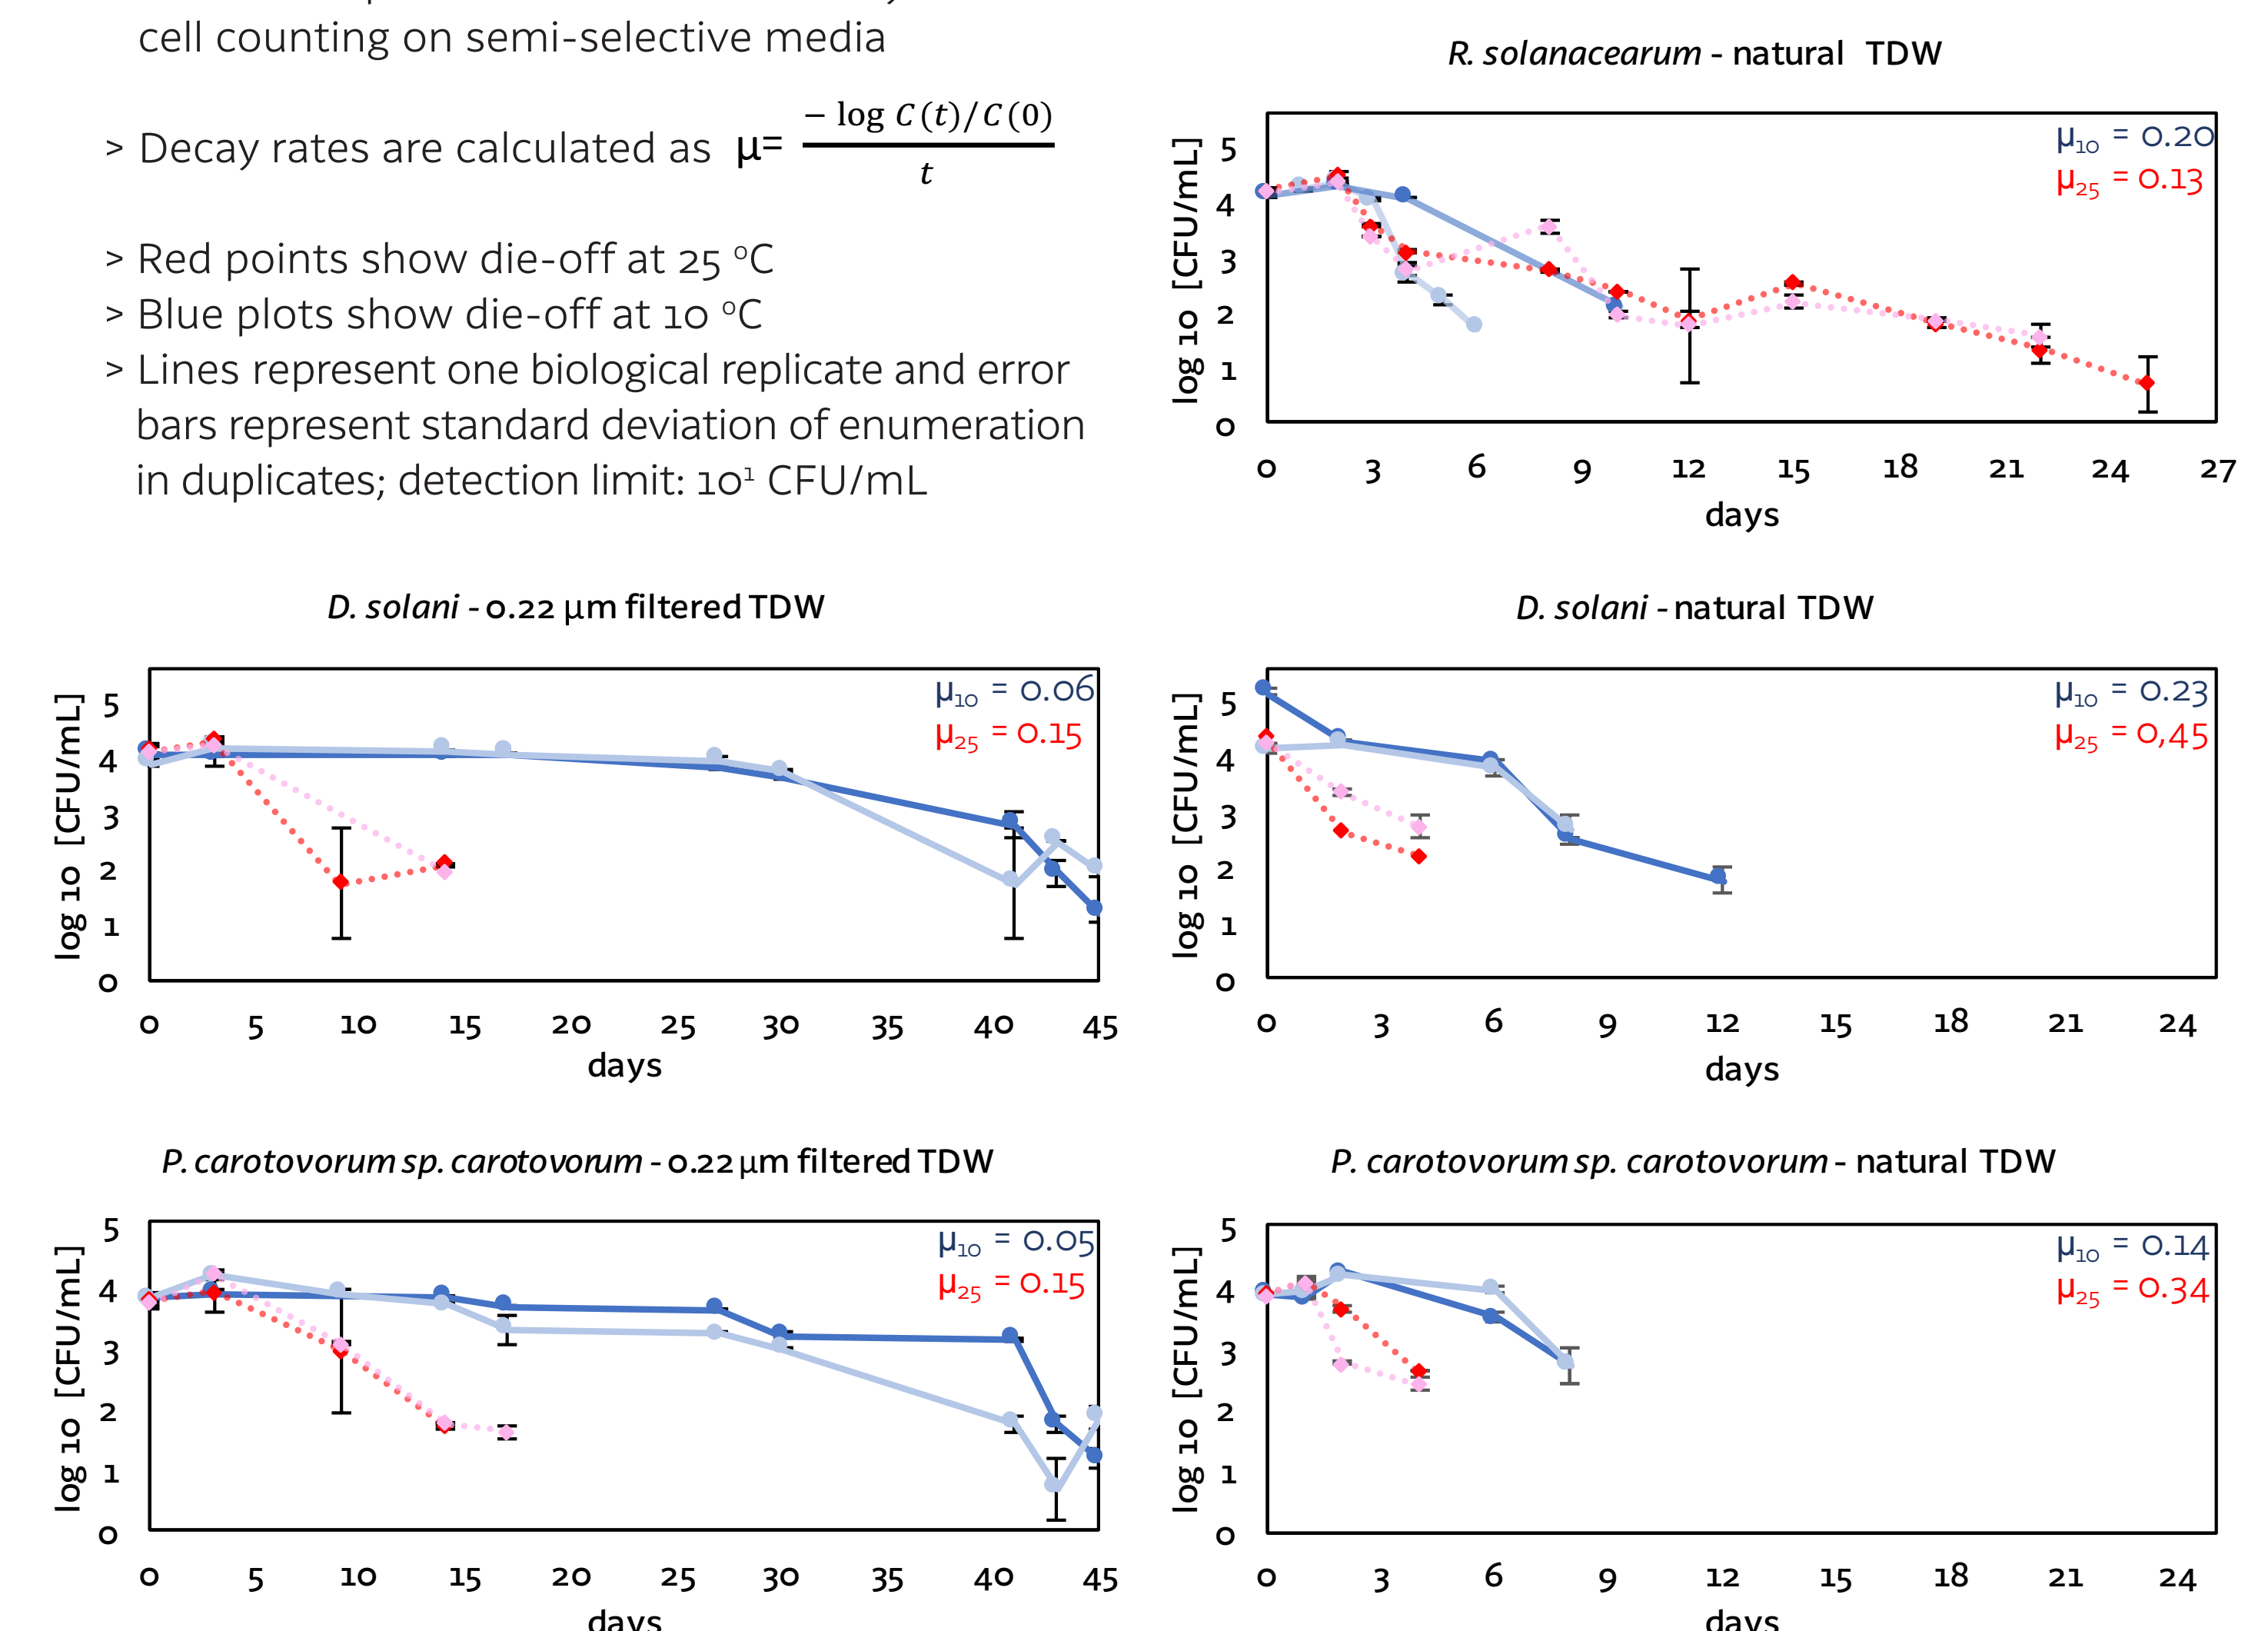 cell counting on semi-selective media
> Decay rates are calculated as μ= − log C(t)/C(0) / t
> Red points show die-off at 25 ⁰C
> Blue plots show die-off at 10 ⁰C
> Lines represent one biological replicate and error
bars represent standard deviation of enumeration
in duplicates; detection limit: 10¹ CFU/mL
R. solanacearum - natural TDW
μ₁₀ = 0.20
μ₂₅ = 0.13
log 10 [CFU/mL]
5
4
3
2
1
0
0 3 6 9 12 15 18 21 24 27
days
D. solani - 0.22 μm filtered TDW
μ₁₀ = 0.06
μ₂₅ = 0.15
log 10 [CFU/mL]
5
4
3
2
1
0
0 5 10 15 20 25 30 35 40 45
days
D. solani - natural TDW
μ₁₀ = 0.23
μ₂₅ = 0,45
log 10 [CFU/mL]
5
4
3
2
1
0
0 3 6 9 12 15 18 21 24
days
P. carotovorum sp. carotovorum - 0.22 μm filtered TDW
μ₁₀ = 0.05
μ₂₅ = 0.15
log 10 [CFU/mL]
5
4
3
2
1
0
0 5 10 15 20 25 30 35 40 45
days
P. carotovorum sp. carotovorum - natural TDW
μ₁₀ = 0.14
μ₂₅ = 0.34
log 10 [CFU/mL]
5
4
3
2
1
0
0 3 6 9 12 15 18 21 24
days